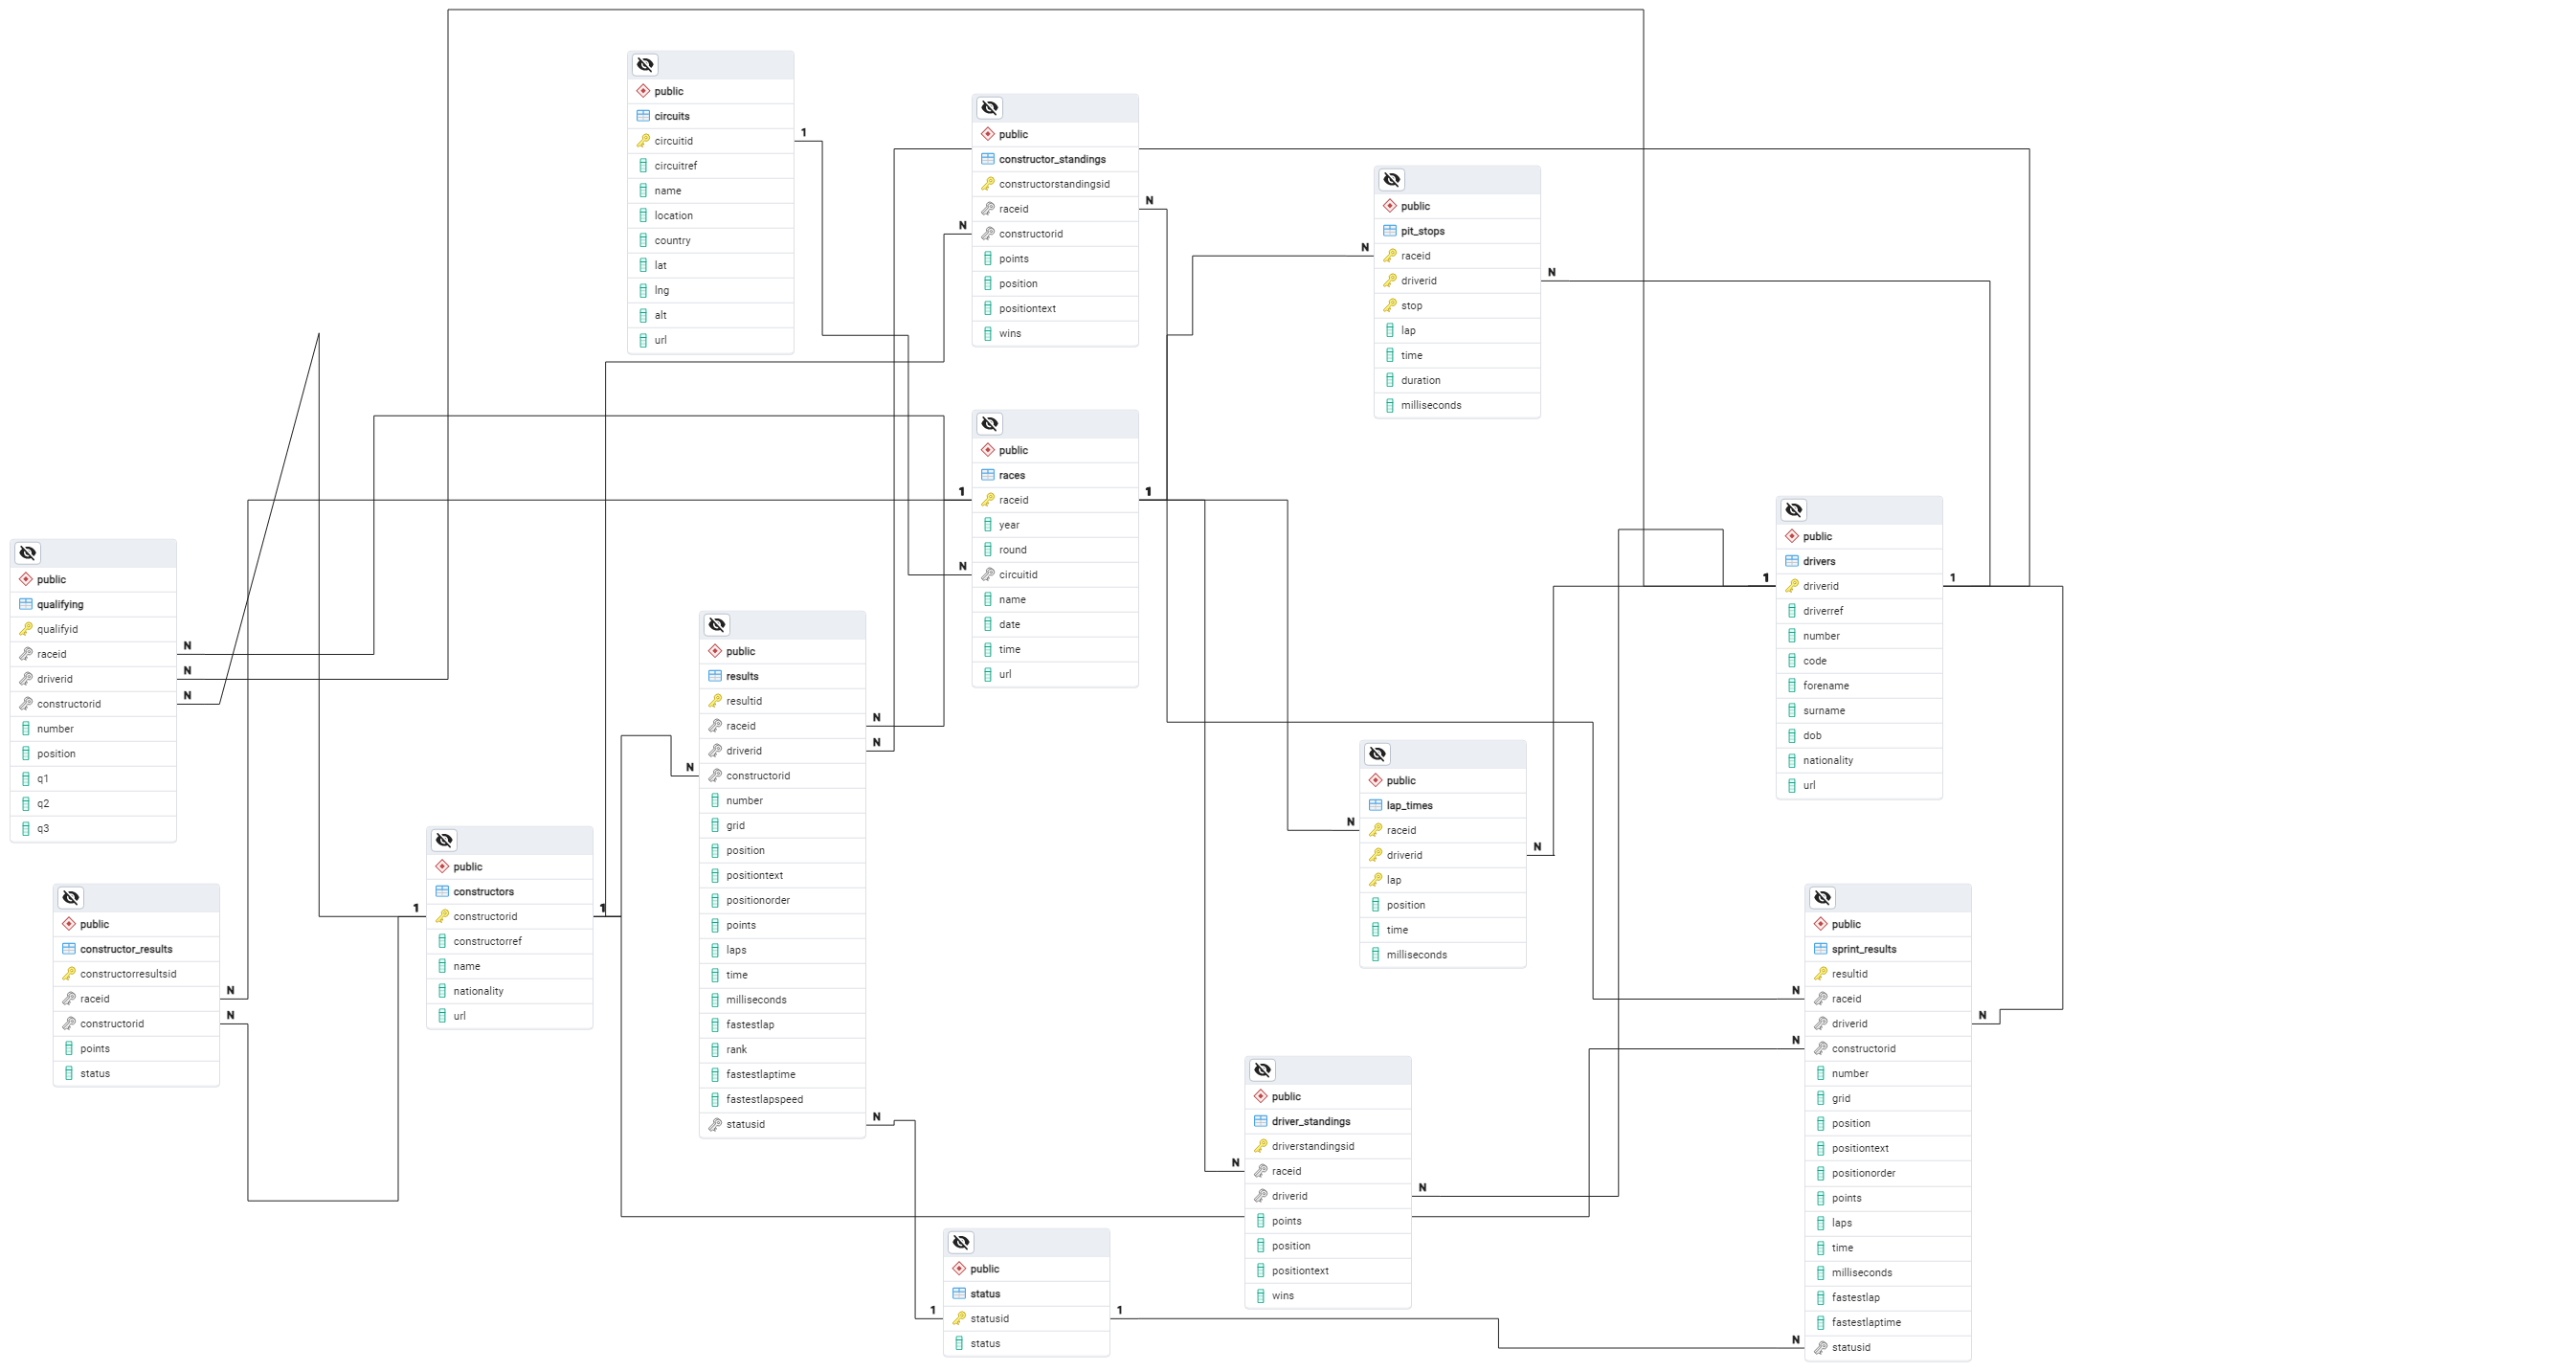 public
circuits
circuitid
circuitref
name
location
country
lat
lng
alt
url
1
public
constructor_standings
constructorstandingsid
raceid
constructorid
points
position
positiontext
wins
N
N
public
pit_stops
raceid
driverid
stop
lap
time
duration
milliseconds
N
N
public
races
raceid
year
round
circuitid
name
date
time
url
1
1
N
public
drivers
driverid
driverref
number
code
forename
surname
dob
nationality
url
1
1
public
qualifying
qualifyid
raceid
driverid
constructorid
number
position
q1
q2
q3
N
N
N
public
results
resultid
raceid
driverid
constructorid
number
grid
position
positiontext
positionorder
points
laps
time
milliseconds
fastestlap
rank
fastestlaptime
fastestlapspeed
statusid
N
N
N
N
public
lap_times
raceid
driverid
lap
position
time
milliseconds
N
N
public
constructors
constructorid
constructorref
name
nationality
url
1
1
public
constructor_results
constructorresultsid
raceid
constructorid
points
status
N
N
public
sprint_results
resultid
raceid
driverid
constructorid
number
grid
position
positiontext
positionorder
points
laps
time
milliseconds
fastestlap
fastestlaptime
statusid
N
N
N
N
public
driver_standings
driverstandingsid
raceid
driverid
points
position
positiontext
wins
N
N
public
status
statusid
status
1
1